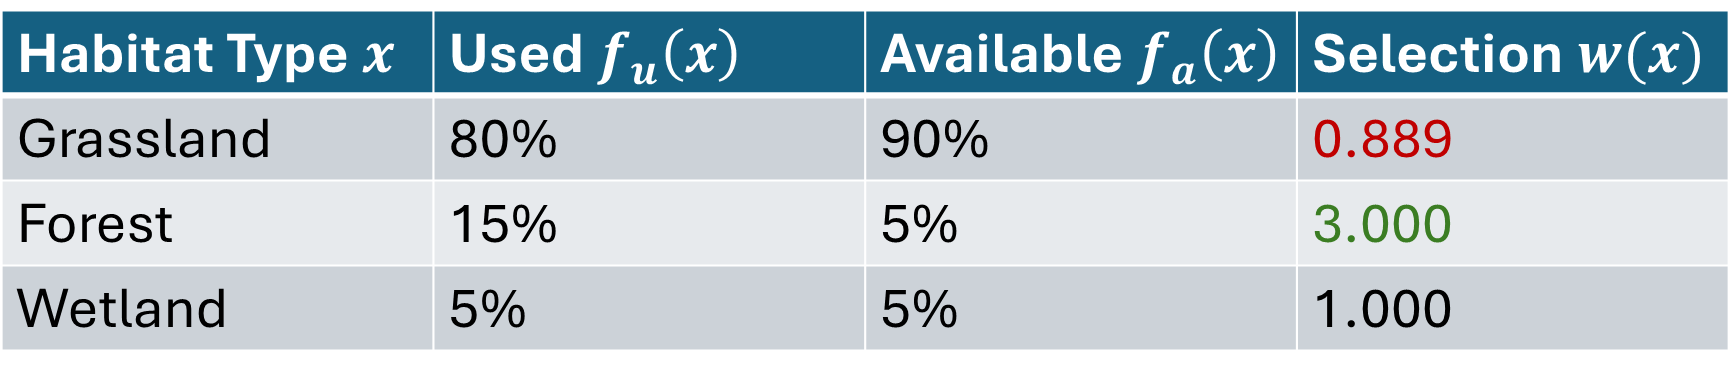 Habitat Type x Used f_u(x) Available f_a(x) Selection w(x)
Grassland 80% 90% 0.889
Forest 15% 5% 3.000
Wetland 5% 5% 1.000